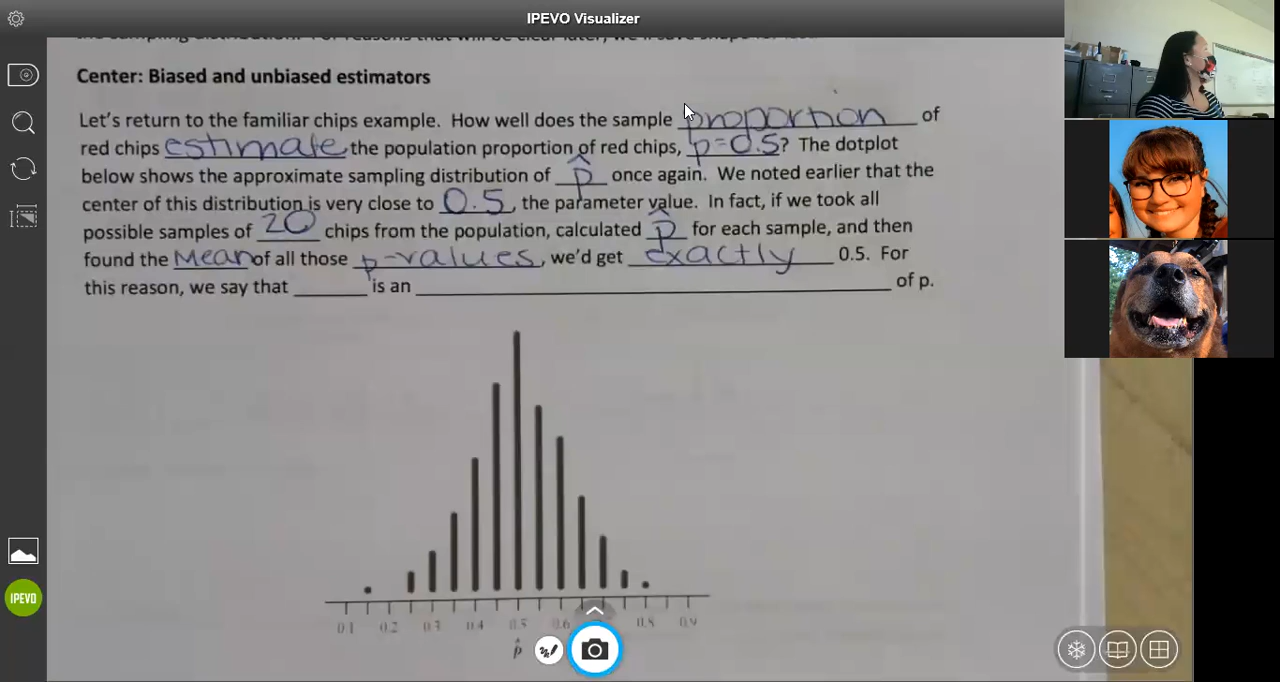 IPEVO Visualizer
Center: Biased and unbiased estimators
Let's return to the familiar chips example. How well does the sample proportion of
red chips estimate the population proportion of red chips, p=0.5? The dotplot
below shows the approximate sampling distribution of p̂ once again. We noted earlier that the
center of this distribution is very close to 0.5, the parameter value. In fact, if we took all
possible samples of 20 chips from the population, calculated p̂ for each sample, and then
found the Mean of all those p-values, we'd get exactly 0.5. For
this reason, we say that ______ is an ______ of p.
0.1 0.2 0.3 0.4 0.5 0.6 0.8 0.9
p̂
IPEVO